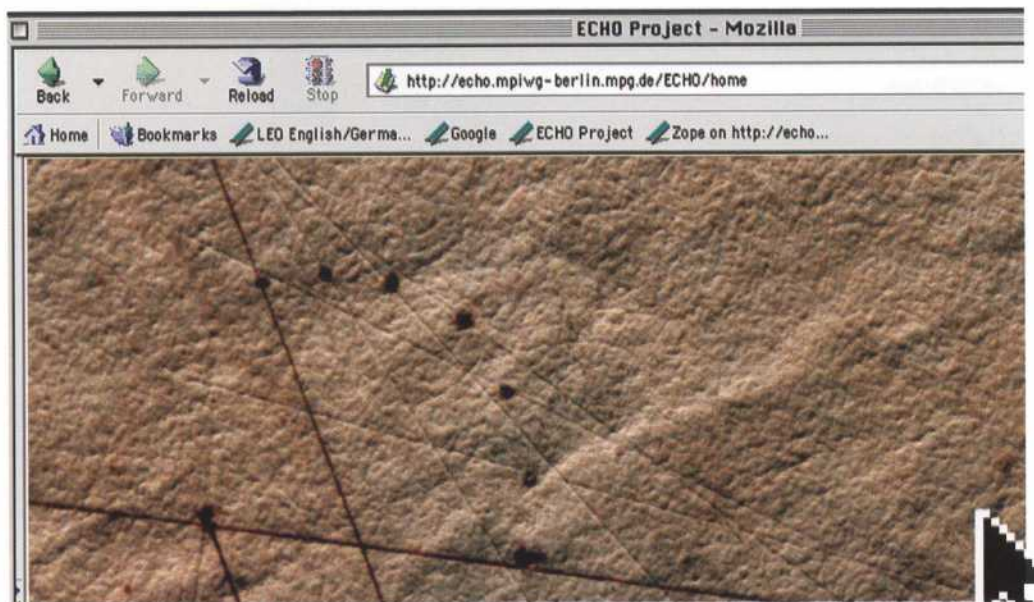 ECHO Project - Mozilla
Back Forward Reload Stop http://echo.mpiwg-berlin.mpg.de/ECHO/home
Home Bookmarks LEO English/Germa... Google ECHO Project Zope on http://echo...